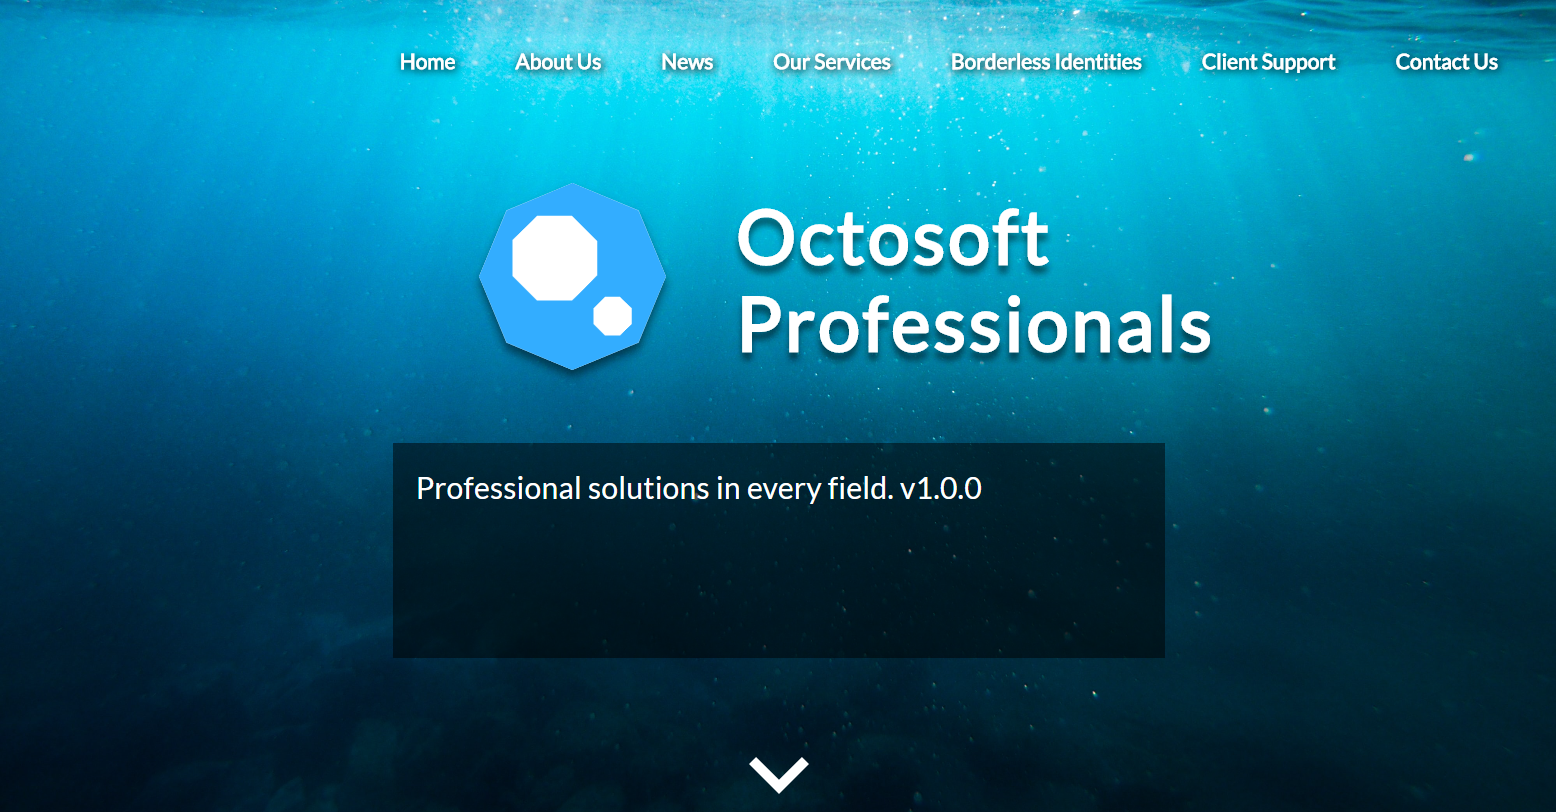 Home About Us News Our Services Borderless Identities Client Support Contact Us
Octosoft
Professionals
Professional solutions in every field. v1.0.0